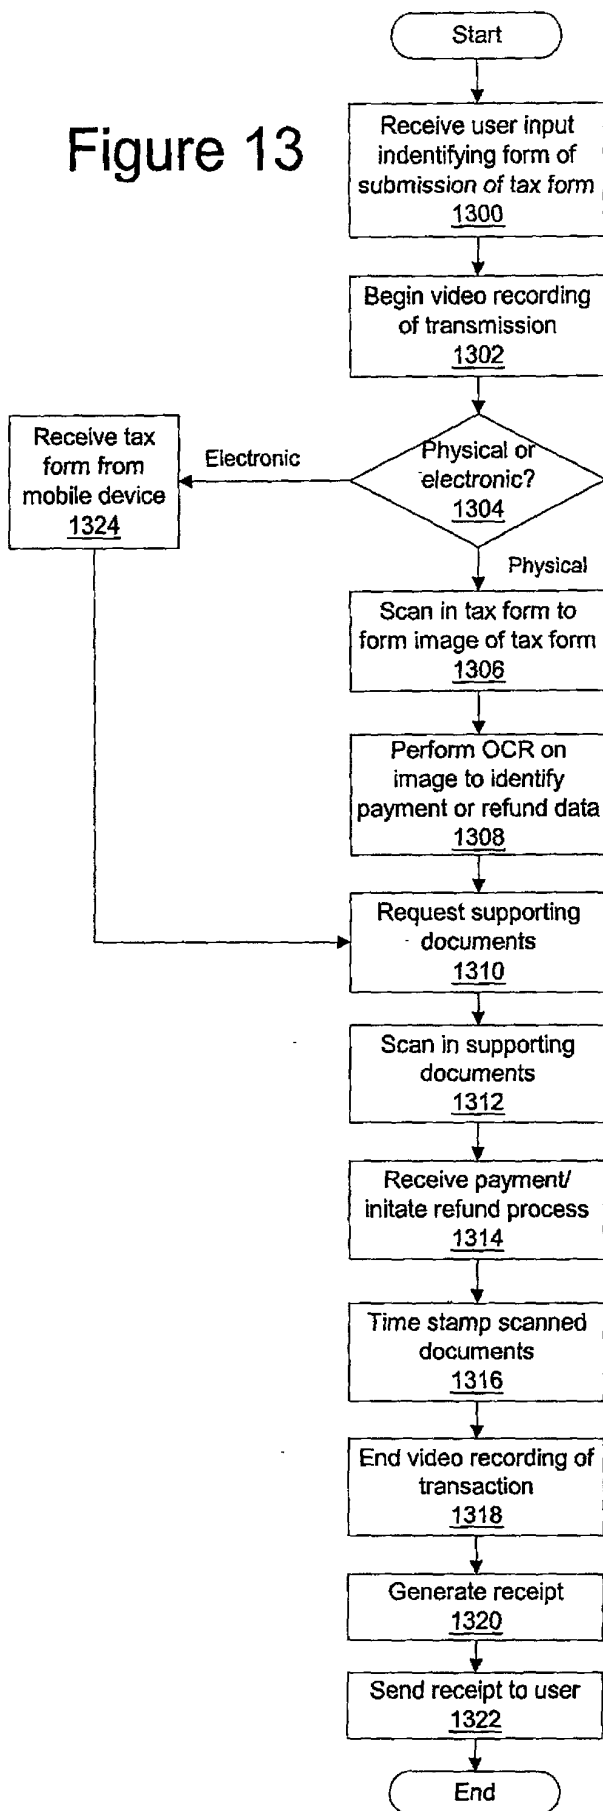 Start
Figure 13
Receive user input
indentifying form of
submission of tax form
1300
Begin video recording
of transmission
1302
Receive tax
form from
mobile device
1324
Electronic
Physical or
electronic?
1304
Physical
Scan in tax form to
form image of tax form
1306
Perform OCR on
image to identify
payment or refund data
1308
Request supporting
documents
1310
Scan in supporting
documents
1312
Receive payment/
initate refund process
1314
Time stamp scanned
documents
1316
End video recording of
transaction
1318
Generate receipt
1320
Send receipt to user
1322
End